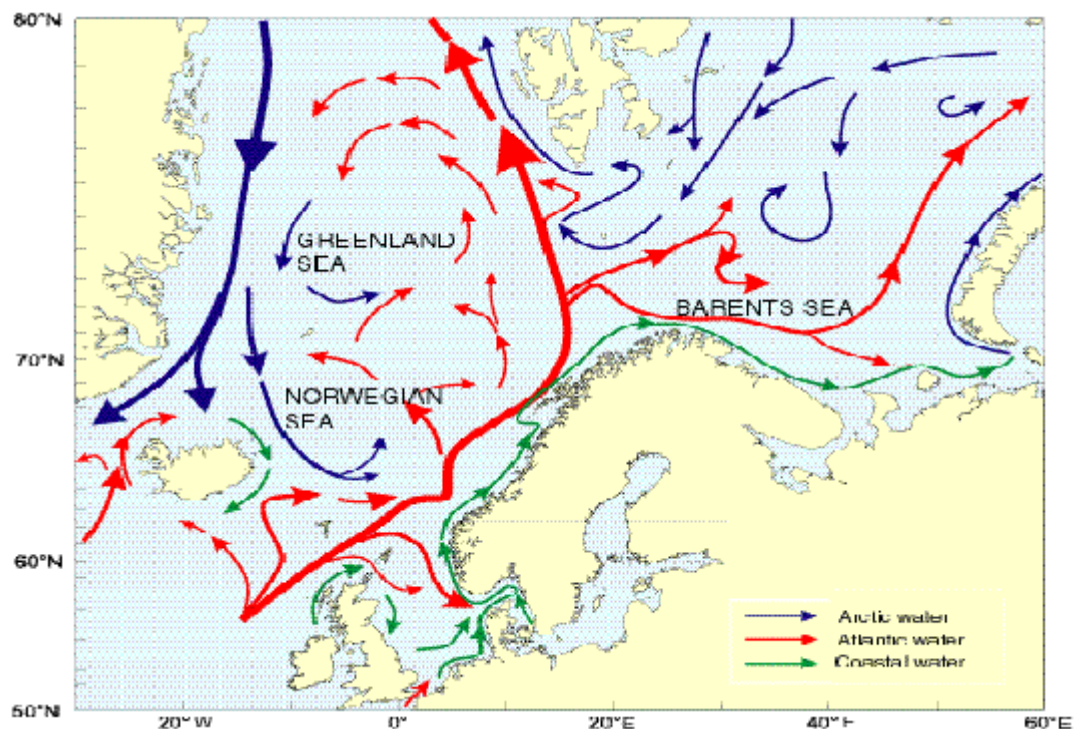 80°N
GREENLAND
SEA
BARENTS SEA
70°N
NORWEGIAN
SEA
60°N
Arctic water
Atlantic water
Coastal water
50°N
20°W
0°
20°E
40°E
60°E